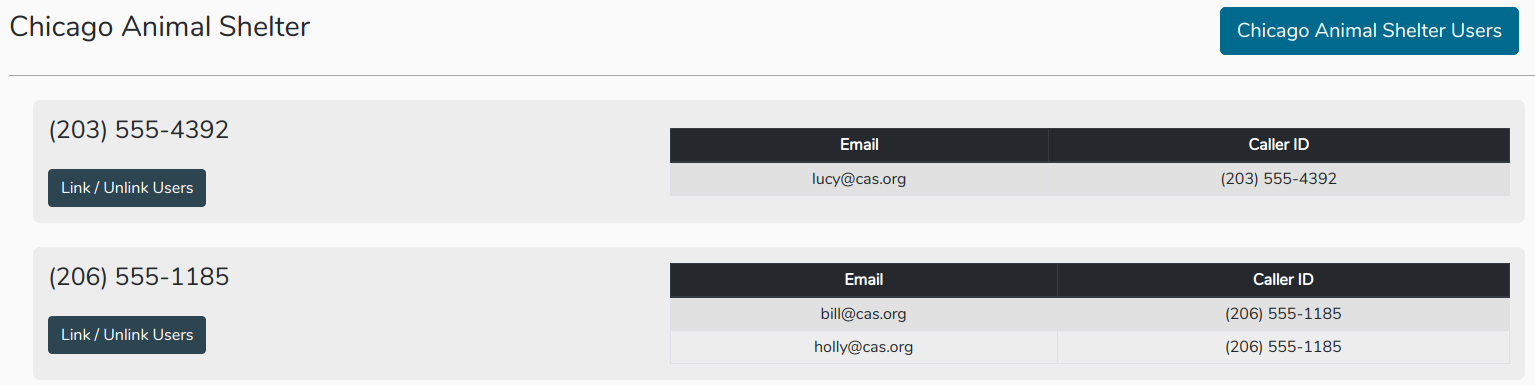 Chicago Animal Shelter
Chicago Animal Shelter Users
(203) 555-4392
Link / Unlink Users
Email Caller ID
lucy@cas.org (203) 555-4392
(206) 555-1185
Link / Unlink Users
Email Caller ID
bill@cas.org (206) 555-1185
holly@cas.org (206) 555-1185